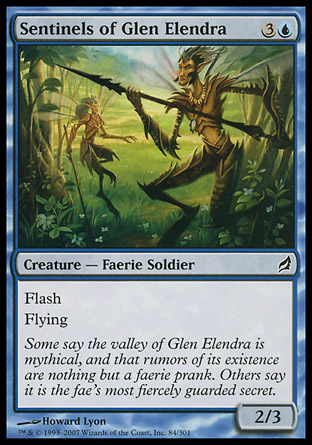 Sentinels of Glen Elendra 3
Creature — Faerie Soldier
Flash
Flying
Some say the valley of Glen Elendra is
mythical, and that rumors of its existence
are nothing but a faerie prank. Others say
it is the fae's most fiercely guarded secret.
Howard Lyon
™ & © 1993-2007 Wizards of the Coast, Inc. 84/301
2/3